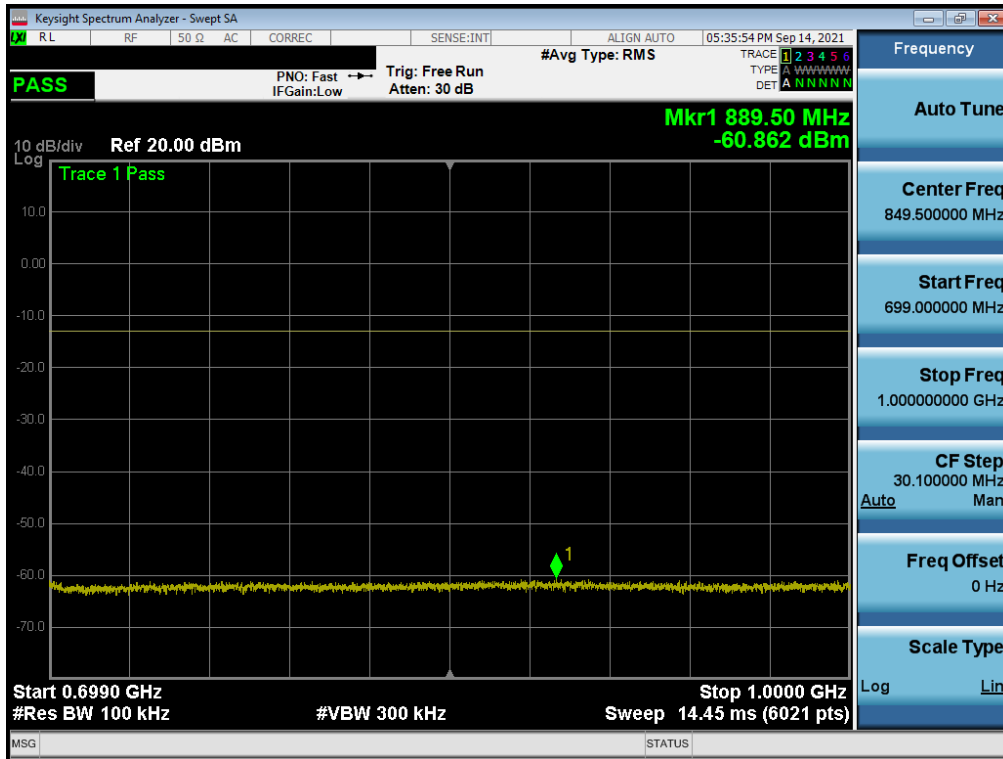 Keysight Spectrum Analyzer - Swept SA
LXI RL RF 50 Ω AC CORREC SENSE:INT ALIGN AUTO 05:35:54 PM Sep 14, 2021
Frequency
PASS
PNO: Fast
IFGain:Low
Trig: Free Run
Atten: 30 dB
#Avg Type: RMS
TRACE 1 2 3 4 5 6
TYPE A WWWWW
DET A N N N N N
Mkr1 889.50 MHz
-60.862 dBm
10 dB/div Ref 20.00 dBm
Log
Trace 1 Pass
10.0
0.00
-10.0
-20.0
-30.0
-40.0
-50.0
-60.0
-70.0
1
Start 0.6990 GHz Stop 1.0000 GHz
#Res BW 100 kHz #VBW 300 kHz Sweep 14.45 ms (6021 pts)
MSG STATUS
Auto Tune
Center Freq
849.500000 MHz
Start Freq
699.000000 MHz
Stop Freq
1.000000000 GHz
CF Step
30.100000 MHz
Auto Man
Freq Offset
0 Hz
Scale Type
Log Lin